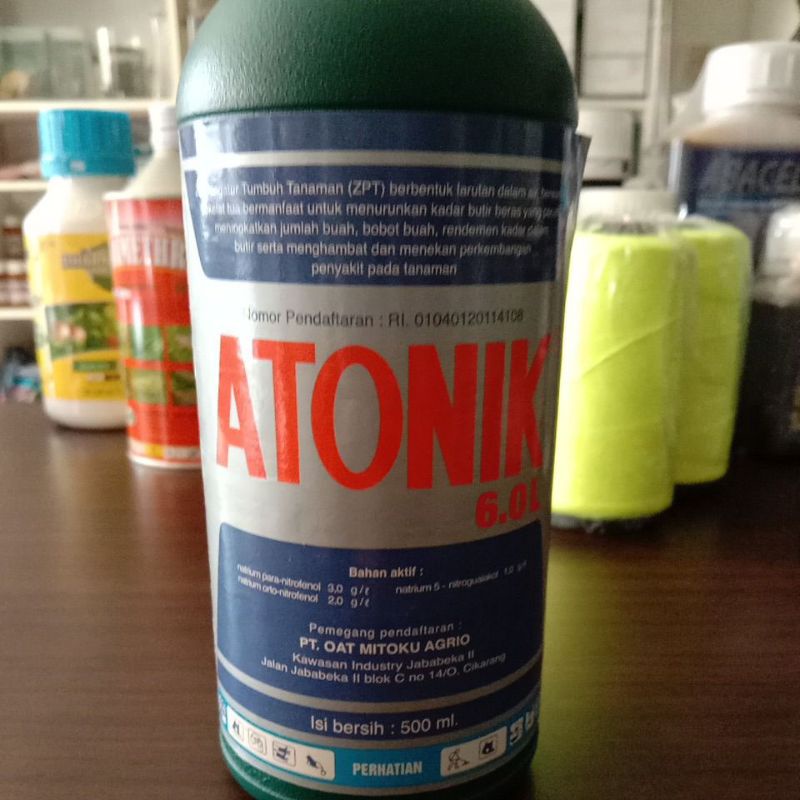 Tumbuh Tanaman (ZPT) berbentuk larutan dalam air
tua bermanfaat untuk menurunkan kadar butir beras yang
meningkatkan jumlah buah, bobot buah, rendemen kadar
butir serta menghambat dan menekan perkembangan
penyakit pada tanaman
Nomor Pendaftaran : RI. 01040120114108
ATONIK
6.0 L
Bahan aktif :
natrium para-nitrofenol 3,0 g/ℓ natrium 5 - nitroguaiakol 1,0 g/ℓ
natrium orto-nitrofenol 2,0 g/ℓ
Pemegang pendaftaran :
PT. OAT MITOKU AGRIO
Kawasan Industry Jababeka II
Jalan Jababeka II blok C no 14/O. Cikarang
Isi bersih : 500 ml.
PERHATIAN